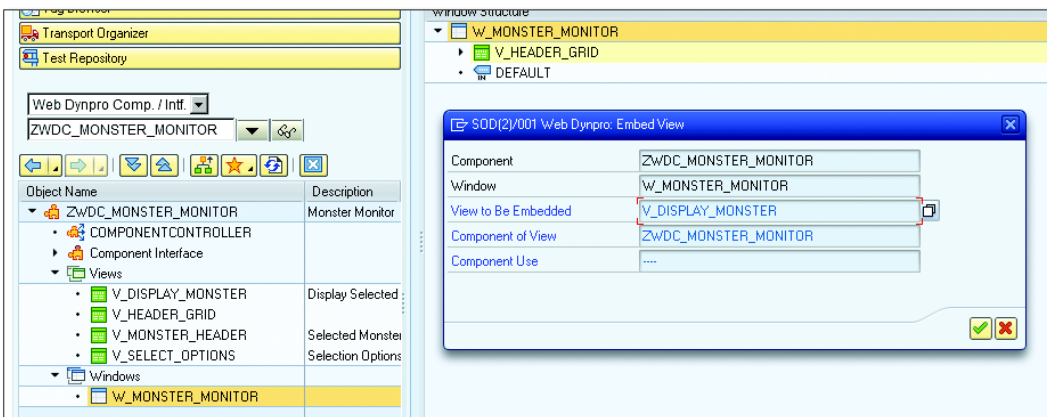 Tag Browser
Transport Organizer
Test Repository
Web Dynpro Comp. / Intf.
ZWDC_MONSTER_MONITOR
Object Name Description
ZWDC_MONSTER_MONITOR Monster Monitor
COMPONENTCONTROLLER
Component Interface
Views
V_DISPLAY_MONSTER Display Selected
V_HEADER_GRID
V_MONSTER_HEADER Selected Monster
V_SELECT_OPTIONS Selection Options
Windows
W_MONSTER_MONITOR
Window Structure
W_MONSTER_MONITOR
V_HEADER_GRID
IN DEFAULT
SOD(2)/001 Web Dynpro: Embed View
Component ZWDC_MONSTER_MONITOR
Window W_MONSTER_MONITOR
View to Be Embedded V_DISPLAY_MONSTER
Component of View ZWDC_MONSTER_MONITOR
Component Use ----